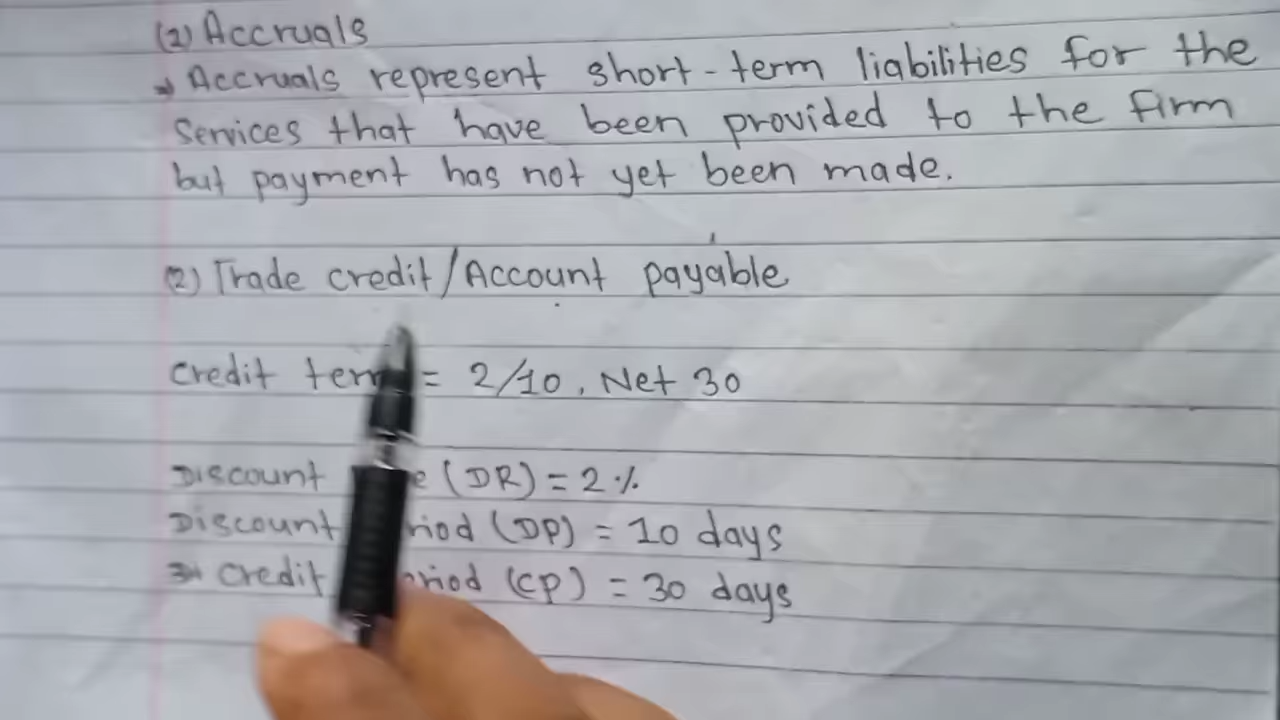 (2) Accruals
→ Accruals represent short-term liabilities for the
services that have been provided to the firm
but payment has not yet been made.
(2) Trade credit/Account payable
credit term = 2/10, Net 30
Discount (DR) = 2%
Discount (DP) = 10 days
credit (CP) = 30 days